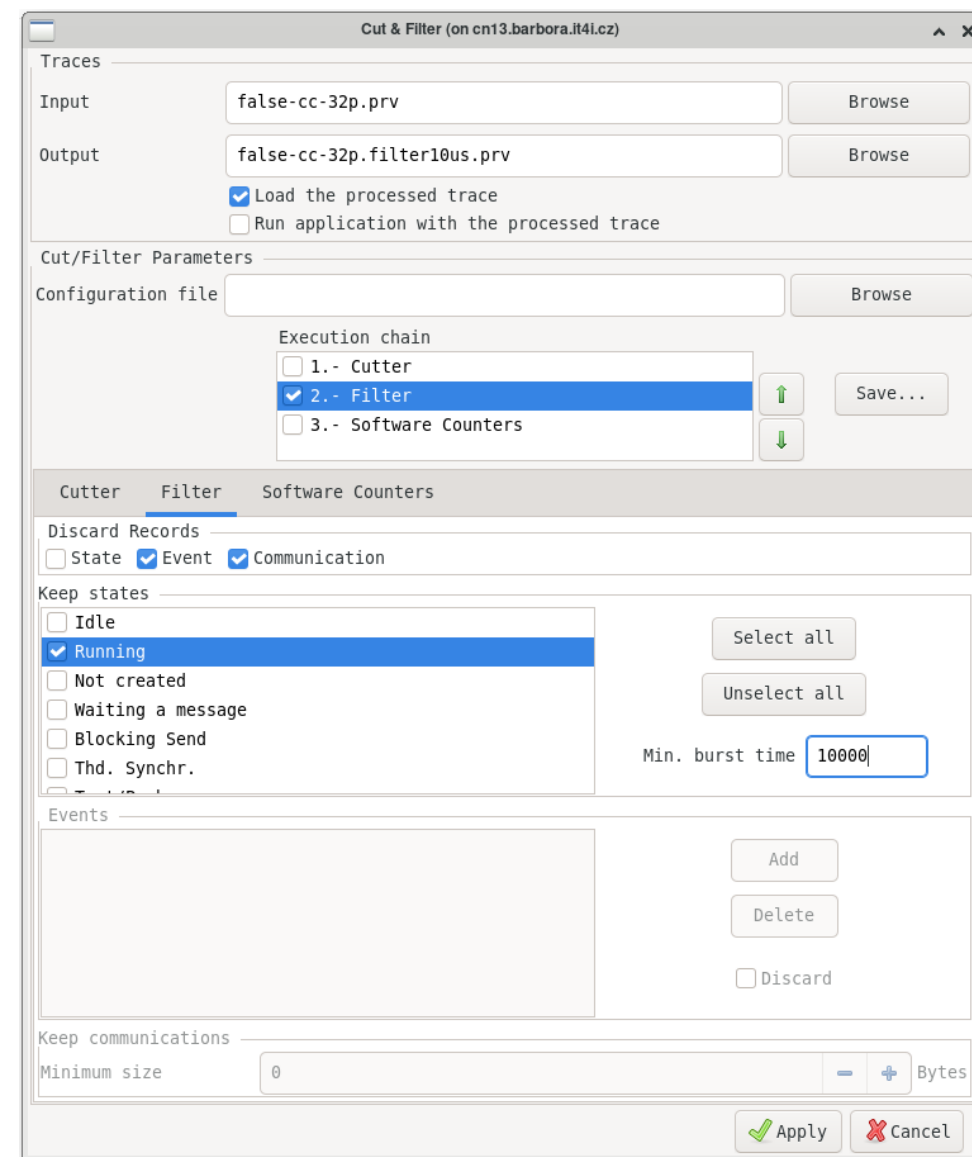 Cut & Filter (on cn13.barbora.it4i.cz)
Traces
Input false-cc-32p.prv Browse
Output false-cc-32p.filter10us.prv Browse
Load the processed trace
Run application with the processed trace
Cut/Filter Parameters
Configuration file Browse
Execution chain
1.- Cutter
2.- Filter
3.- Software Counters
Save...
Cutter Filter Software Counters
Discard Records
State Event Communication
Keep states
Idle
Running
Not created
Waiting a message
Blocking Send
Thd. Synchr.
Select all
Unselect all
Min. burst time 10000
Events
Add
Delete
Discard
Keep communications
Minimum size 0 Bytes
Apply Cancel